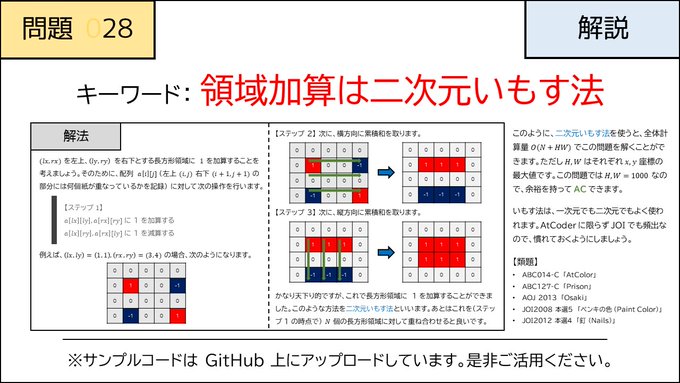 問題 028
解説
キーワード: 領域加算は二次元いもす法
解法
(lx, rx) を左上、(ly, ry) を右下とする長方形領域に 1 を加算することを
考えましょう。そのために、配列 a[i][j] (左上 (i, j) 右下 (i + 1, j + 1) の
部分には何個紙が重なっているかを記録) に対して次の操作を行います。
【ステップ 1】
a[lx][ly], a[rx][ry] に 1 を加算する
a[lx][ry], a[rx][ly] に 1 を減算する
例えば、(lx, ly) = (1, 1), (rx, ry) = (3, 4) の場合、次のようになります。
0 0 0 0 0
0 1 0 0 -1
0 0 0 0 0
0 -1 0 0 1
【ステップ 2】次に、横方向に累積和を取ります。
0 0 0 0 0
0 1 0 0 -1
0 0 0 0 0
0 -1 0 0 1
0 0 0 0 0
0 1 1 1 0
0 0 0 0 0
0 -1 -1 -1 0
【ステップ 3】次に、縦方向に累積和を取ります。
0 0 0 0 0
0 1 1 1 0
0 0 0 0 0
0 -1 -1 -1 0
0 0 0 0 0
0 1 1 1 0
0 1 1 1 0
0 0 0 0 0
かなり天下り的ですが、これで長方形領域に 1 を加算することができま
した。このような方法を二次元いもす法といいます。あとはこれを(ステッ
プ 1 の時点で) N 個の長方形領域に対して重ね合わせると良いです。
このように、二次元いもす法を使うと、全体計
算量 O(N + HW) でこの問題を解くことがで
きます。ただし H, W はそれぞれ x, y 座標の
最大値です。この問題では H, W = 1000 なの
で、余裕を持って AC できます。
いもす法は、一次元でも二次元でもよく使わ
れます。AtCoder に限らず JOI でも頻出な
ので、慣れておくようにしましょう。
【類題】
• ABC014-C 「AtColor」
• ABC127-C 「Prison」
• AOJ 2013 「Osaki」
• JOI2008 本選5 「ペンキの色 (Paint Color)」
• JOI2012 本選4 「釘 (Nails)」
※サンプルコードは GitHub 上にアップロードしています。是非ご活用ください。